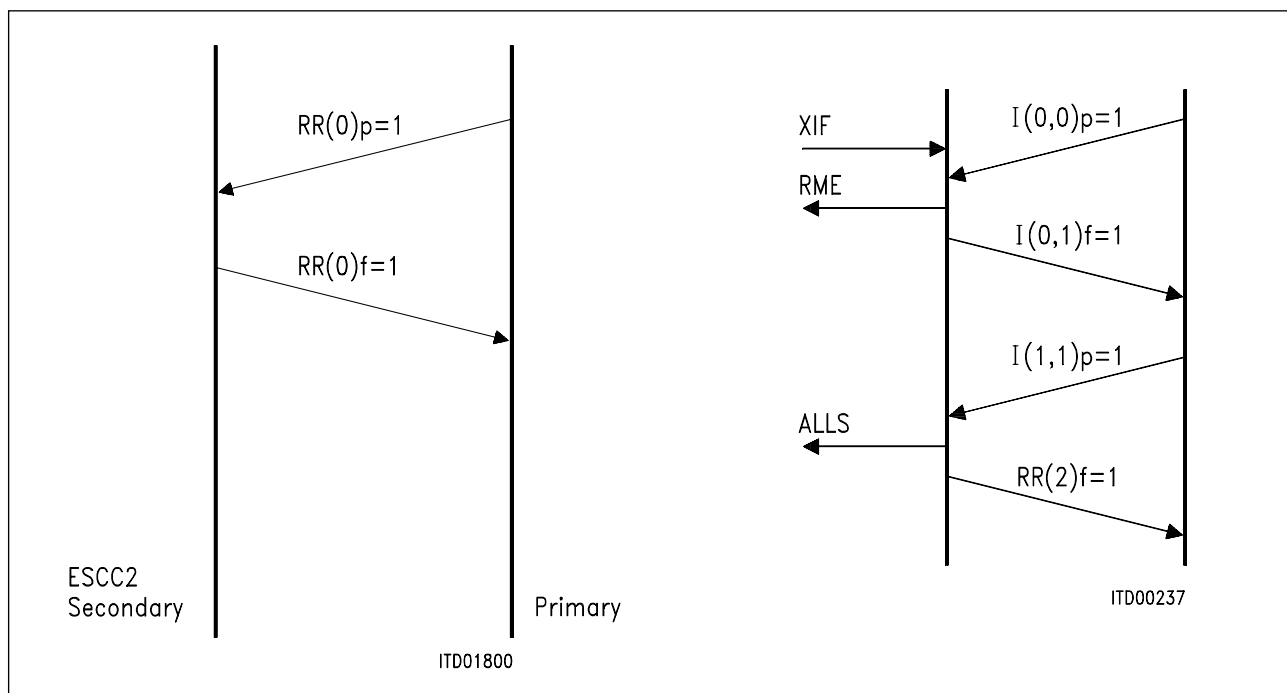 RR(0)p=1
RR(0)f=1
ESCC2
Secondary
Primary
ITD01800
XIF
I(0,0)p=1
RME
I(0,1)f=1
I(1,1)p=1
ALLS
RR(2)f=1
ITD00237